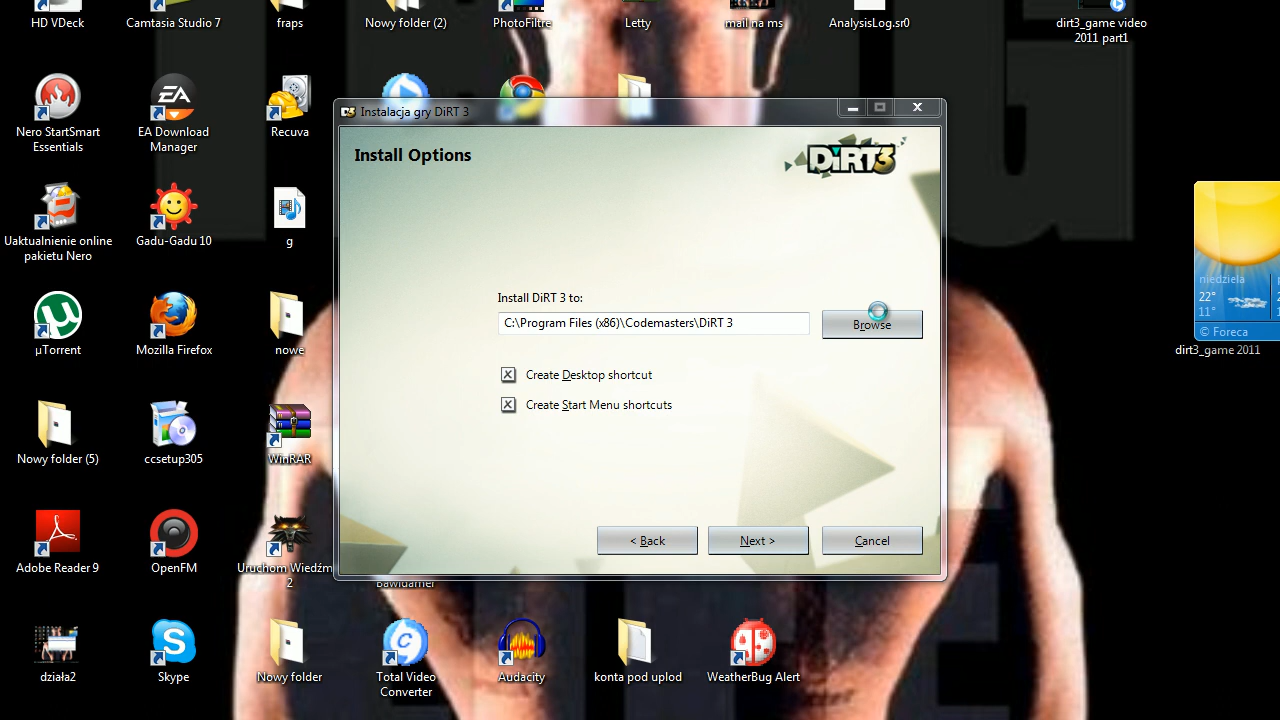 HD VDeck
Camtasia Studio 7
fraps
Nowy folder (2)
PhotoFiltre
Letty
mail na ms
AnalysisLog.sr0
dirt3_game video
2011 part1
Nero StartSmart
Essentials
EA
EA Download
Manager
Recuva
Instalacja gry DiRT 3
Install Options
DiRT3
Uaktualnienie online
pakietu Nero
Gadu-Gadu 10
g
niedziela
22°
11°
© Foreca
dirt3_game 2011
Install DiRT 3 to:
C:\Program Files (x86)\Codemasters\DiRT 3
Browse
µTorrent
Mozilla Firefox
nowe
Create Desktop shortcut
Create Start Menu shortcuts
Nowy folder (5)
ccsetup305
WinRAR
< Back
Next >
Cancel
Adobe Reader 9
OpenFM
Uruchom Wiedźm
2
działa2
Skype
Nowy folder
Total Video
Converter
Audacity
konta pod uplod
WeatherBug Alert